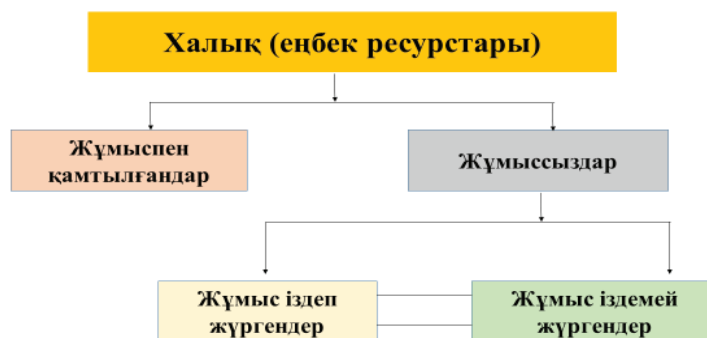 Халық (еңбек ресурстары)
Жұмыспен
қамтылғандар
Жұмыссыздар
Жұмыс іздеп
жүргендер
Жұмыс іздемей
жүргендер